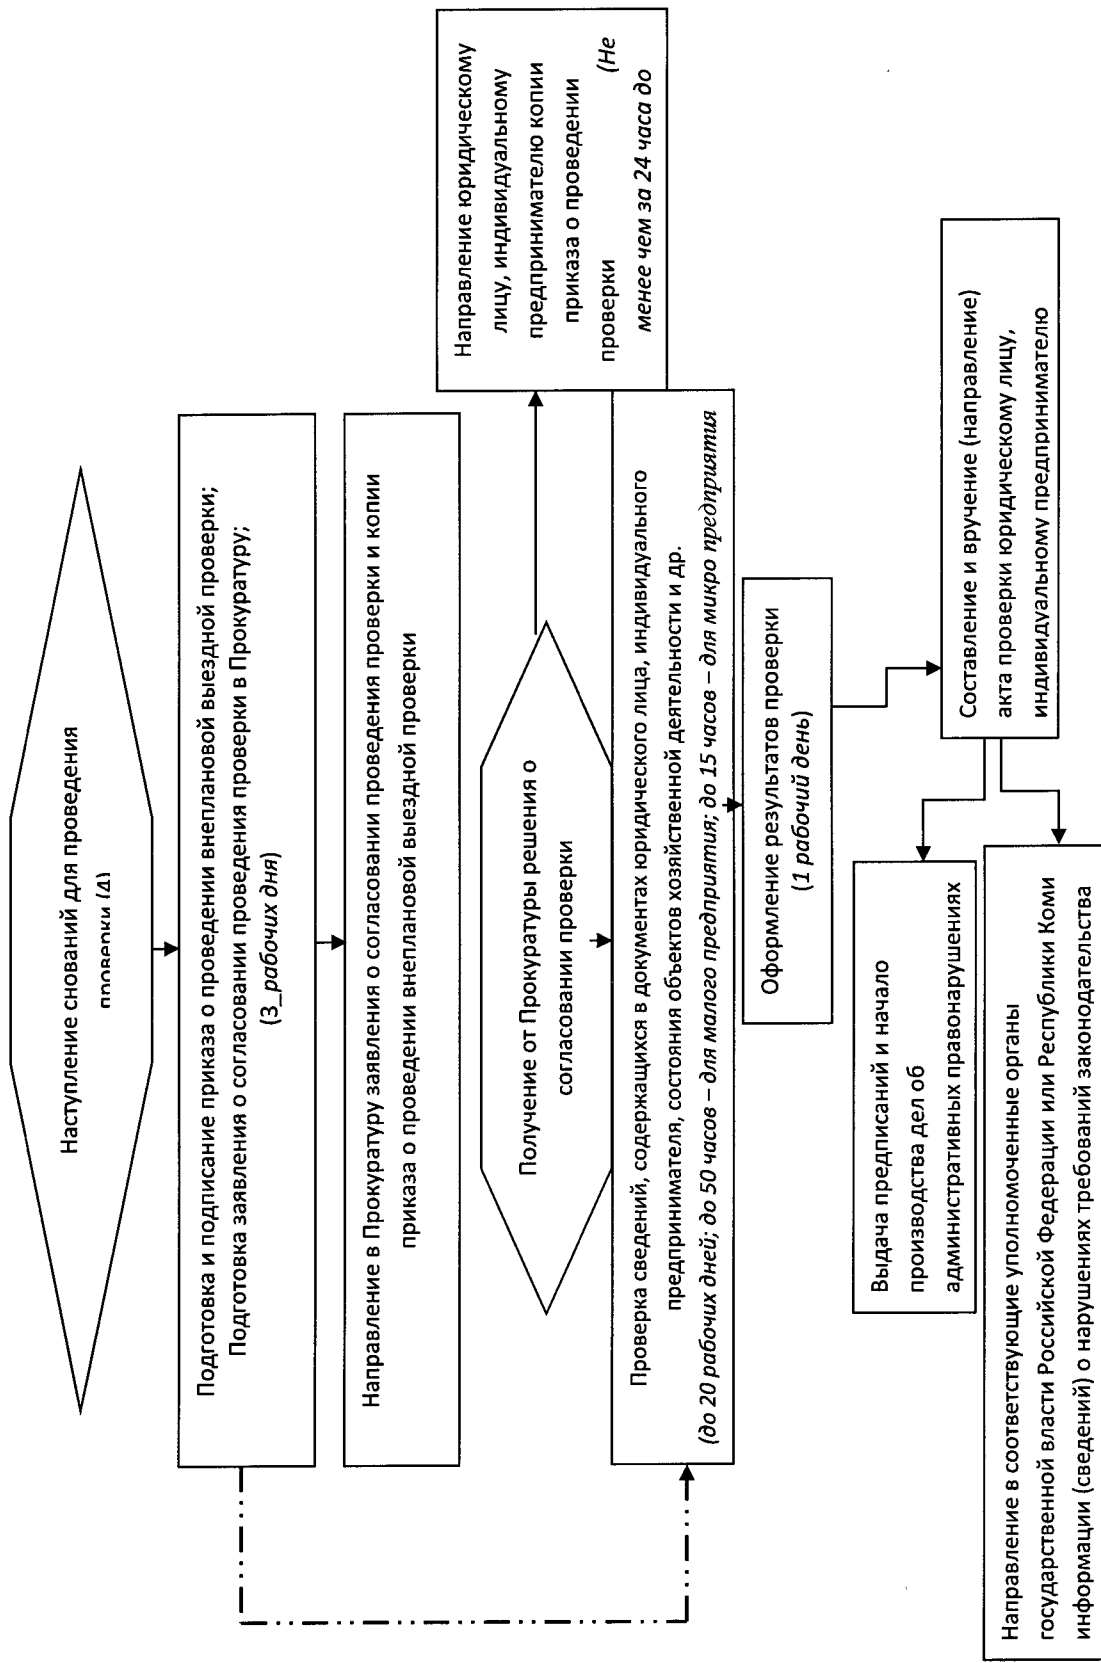 Наступление снований для проведения
проверки (4)
Подготовка и подписание приказа о проведении внеплановой выездной проверки;
Подготовка заявления о согласовании проведения проверки в Прокуратуру;
(3_рабочих дня)
Направление в Прокуратуру заявления о согласовании проведения проверки и копии
приказа о проведении внеплановой выездной проверки
Получение от Прокуратуры решения о
согласовании проверки
Направление юридическому
лицу, индивидуальному
предпринимателю копии
приказа о проведении
проверки (Не
менее чем за 24 часа до
Проверка сведений, содержащихся в документах юридического лица, индивидуального
предпринимателя, состояния объектов хозяйственной деятельности и др.
(до 20 рабочих дней; до 50 часов – для малого предприятия; до 15 часов – для микро предприятия
Оформление результатов проверки
(1 рабочий день)
Составление и вручение (направление)
акта проверки юридическому лицу,
индивидуальному предпринимателю
Выдача предписаний и начало
производства дел об
административных правонарушениях
Направление в соответствующие уполномоченные органы
государственной власти Российской Федерации или Республики Коми
информации (сведений) о нарушениях требований законодательства